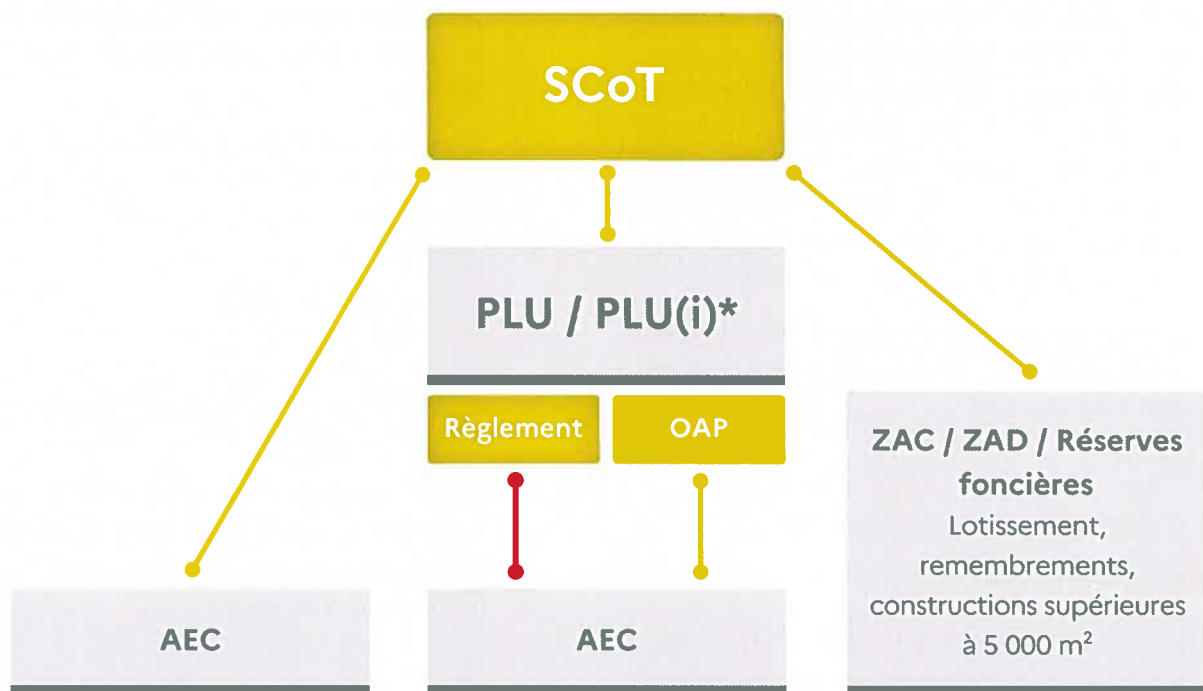 SCoT
PLU / PLU(i)*
Règlement
OAP
ZAC / ZAD / Réserves
foncières
Lotissement,
remembrements,
constructions supérieures
à 5 000 m²
AEC
AEC